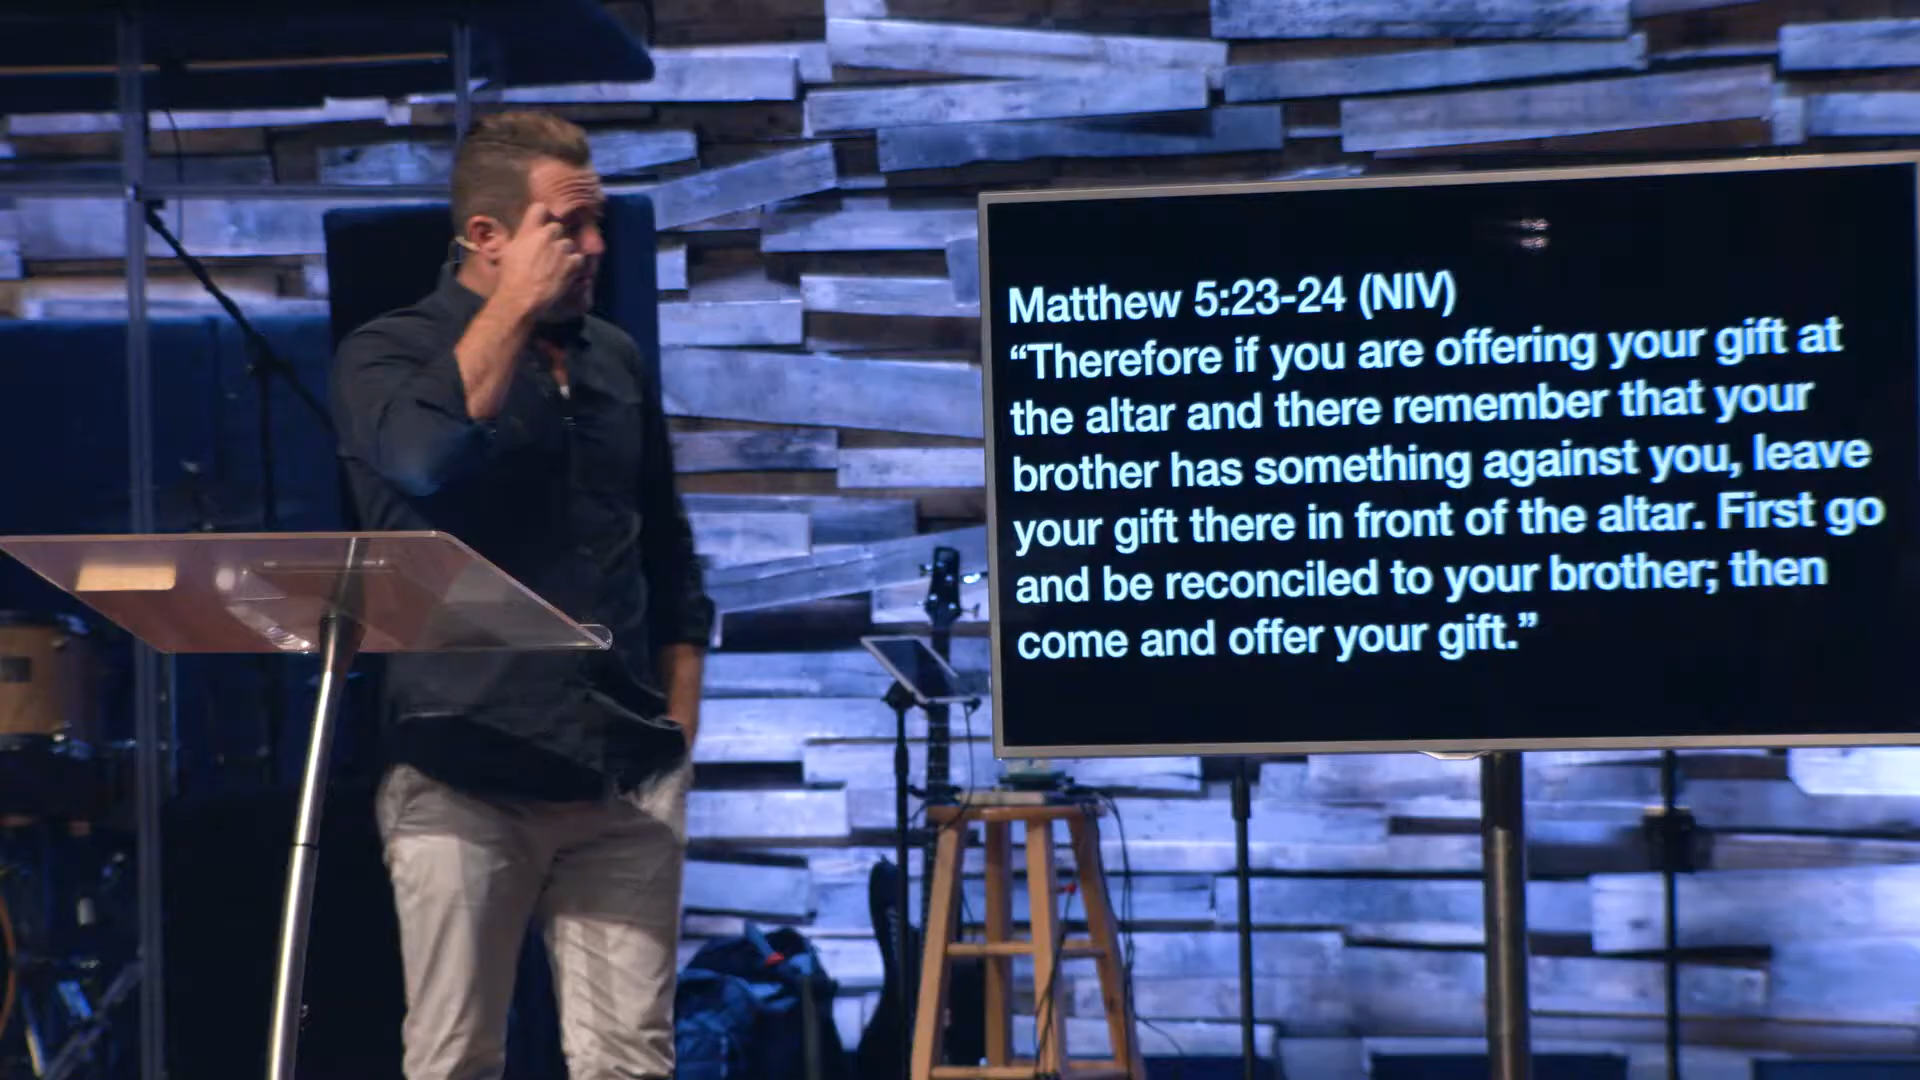 Matthew 5:23-24 (NIV)
“Therefore if you are offering your gift at
the altar and there remember that your
brother has something against you, leave
your gift there in front of the altar. First go
and be reconciled to your brother; then
come and offer your gift.”